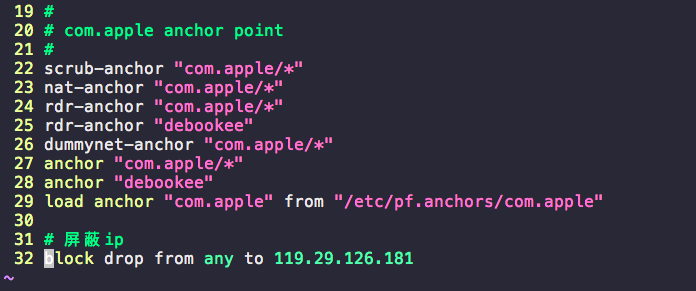 19 #
20 # com.apple anchor point
21 #
22 scrub-anchor "com.apple/*"
23 nat-anchor "com.apple/*"
24 rdr-anchor "com.apple/*"
25 rdr-anchor "debookee"
26 dummynet-anchor "com.apple/*"
27 anchor "com.apple/*"
28 anchor "debookee"
29 load anchor "com.apple" from "/etc/pf.anchors/com.apple"
30
31 # 屏蔽ip
32 block drop from any to 119.29.126.181
~